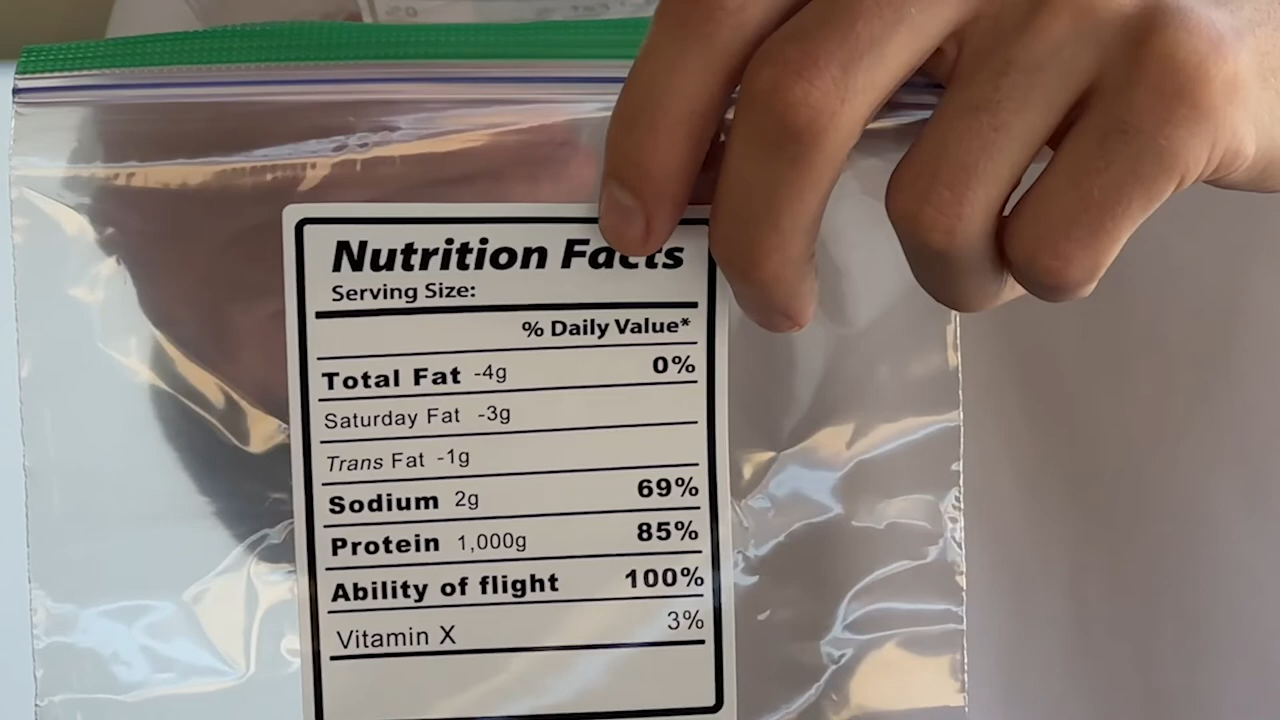 Nutrition Facts
Serving Size:
% Daily Value*
Total Fat -4g 0%
Saturday Fat -3g
Trans Fat -1g
Sodium 2g 69%
Protein 1,000g 85%
Ability of flight 100%
Vitamin X 3%